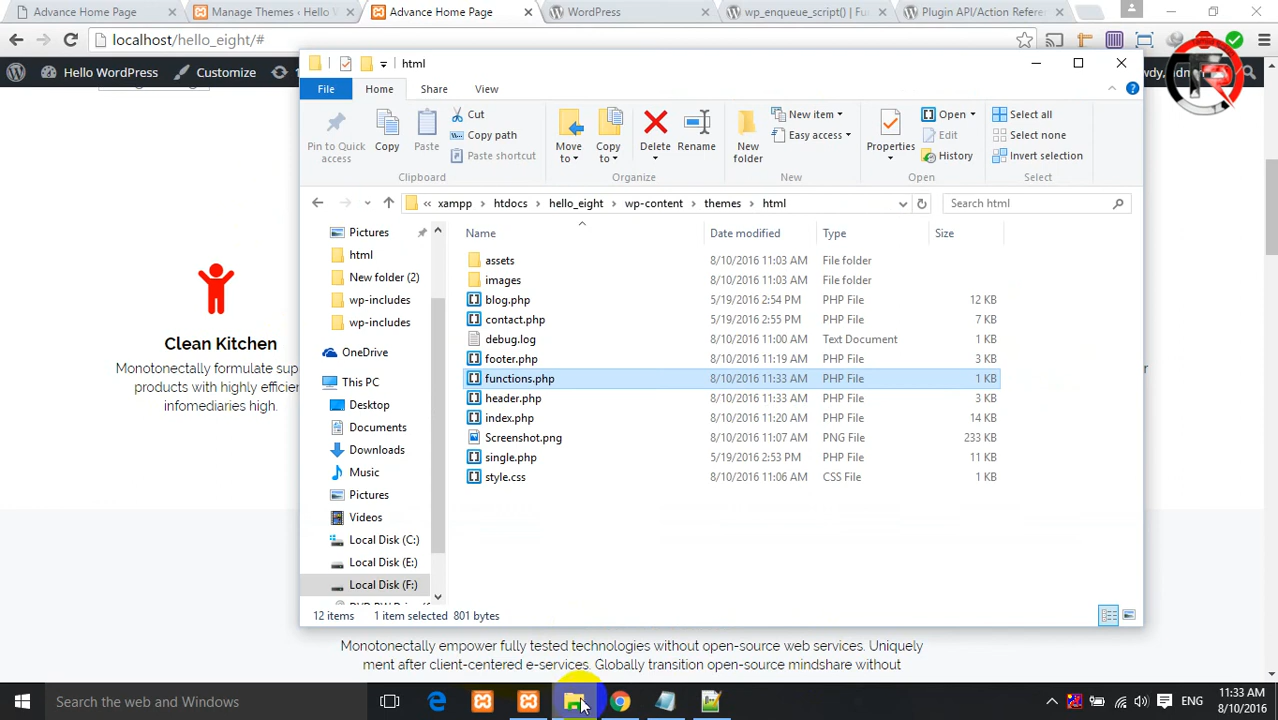 Advance Home Page
Manage Themes ‹ Hello W
Advance Home Page
WordPress
wp_enqueue_script() | Fun
Plugin API/Action Referen
localhost/hello_eight/#
Hello WordPress
Customize
html
File
Home
Share
View
Pin to Quick access
Copy
Paste
Cut
Copy path
Paste shortcut
Clipboard
Move to
Copy to
Delete
Rename
Organize
New folder
New item
Easy access
New
Properties
Open
Edit
History
Open
Select all
Select none
Invert selection
Select
« xampp › htdocs › hello_eight › wp-content › themes › html
Search html
Name Date modified Type Size
Pictures
html
New folder (2)
wp-includes
wp-includes
OneDrive
This PC
Desktop
Documents
Downloads
Music
Pictures
Videos
Local Disk (C:)
Local Disk (E:)
Local Disk (F:)
assets 8/10/2016 11:03 AM File folder
images 8/10/2016 11:03 AM File folder
blog.php 5/19/2016 2:54 PM PHP File 12 KB
contact.php 5/19/2016 2:55 PM PHP File 7 KB
debug.log 8/10/2016 11:00 AM Text Document 1 KB
footer.php 8/10/2016 11:19 AM PHP File 3 KB
functions.php 8/10/2016 11:33 AM PHP File 1 KB
header.php 8/10/2016 11:33 AM PHP File 3 KB
index.php 8/10/2016 11:20 AM PHP File 14 KB
Screenshot.png 8/10/2016 11:07 AM PNG File 233 KB
single.php 5/19/2016 2:53 PM PHP File 11 KB
style.css 8/10/2016 11:06 AM CSS File 1 KB
12 items 1 item selected 801 bytes
Clean Kitchen
Monotonectally formulate sup
products with highly efficien
infomediaries high.
Monotonectally empower fully tested technologies without open-source web services. Uniquely
ment after client-centered e-services. Globally transition open-source mindshare without
Search the web and Windows
ENG
11:33 AM
8/10/2016